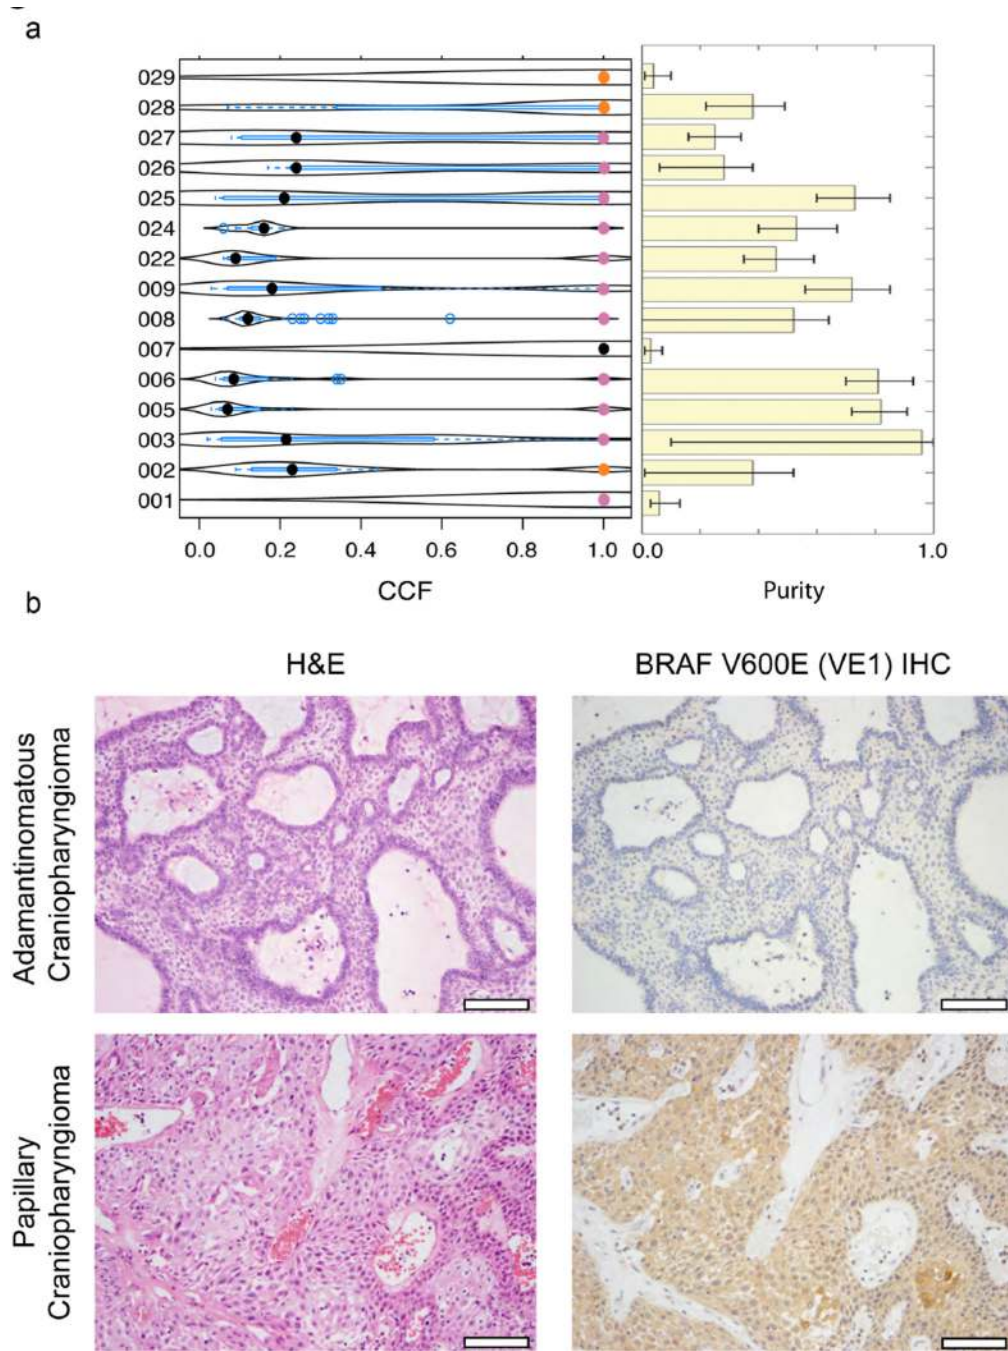 a
029
028
027
026
025
024
022
009
008
007
006
005
003
002
001
0.0 0.2 0.4 0.6 0.8 1.0 0.0 1.0
CCF Purity
b
H&E BRAF V600E (VE1) IHC
Adamantinomatous
Craniopharyngioma
Papillary
Craniopharyngioma